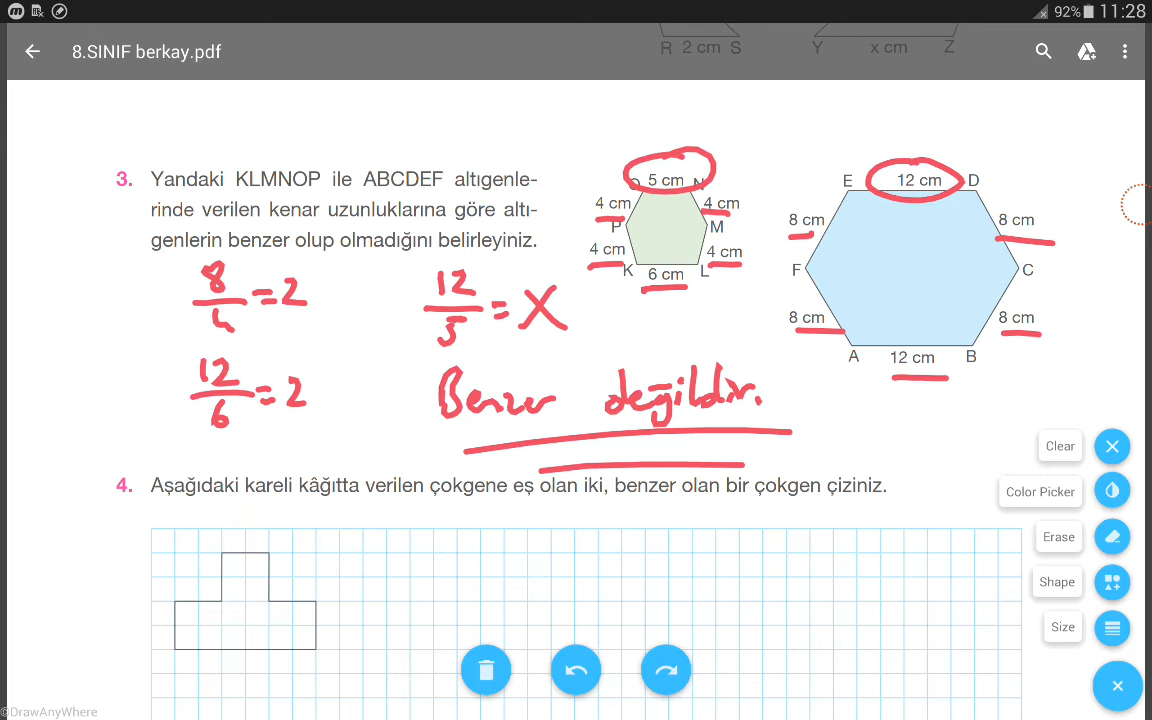 92% 11:28
8.SINIF berkay.pdf
R 2 cm S Y x cm Z
3. Yandaki KLMNOP ile ABCDEF altıgenle-
rinde verilen kenar uzunluklarına göre altı-
genlerin benzer olup olmadığını belirleyiniz.
O 5 cm N
4 cm 4 cm
P M
4 cm 4 cm
K 6 cm L
E 12 cm D
8 cm 8 cm
F C
8 cm 8 cm
A 12 cm B
8/4 = 2
12/5 = X
12/6 = 2
Benzer değildir.
4. Aşağıdaki kareli kâğıtta verilen çokgene eş olan iki, benzer olan bir çokgen çiziniz.
Clear
Color Picker
Erase
Shape
Size
©DrawAnyWhere